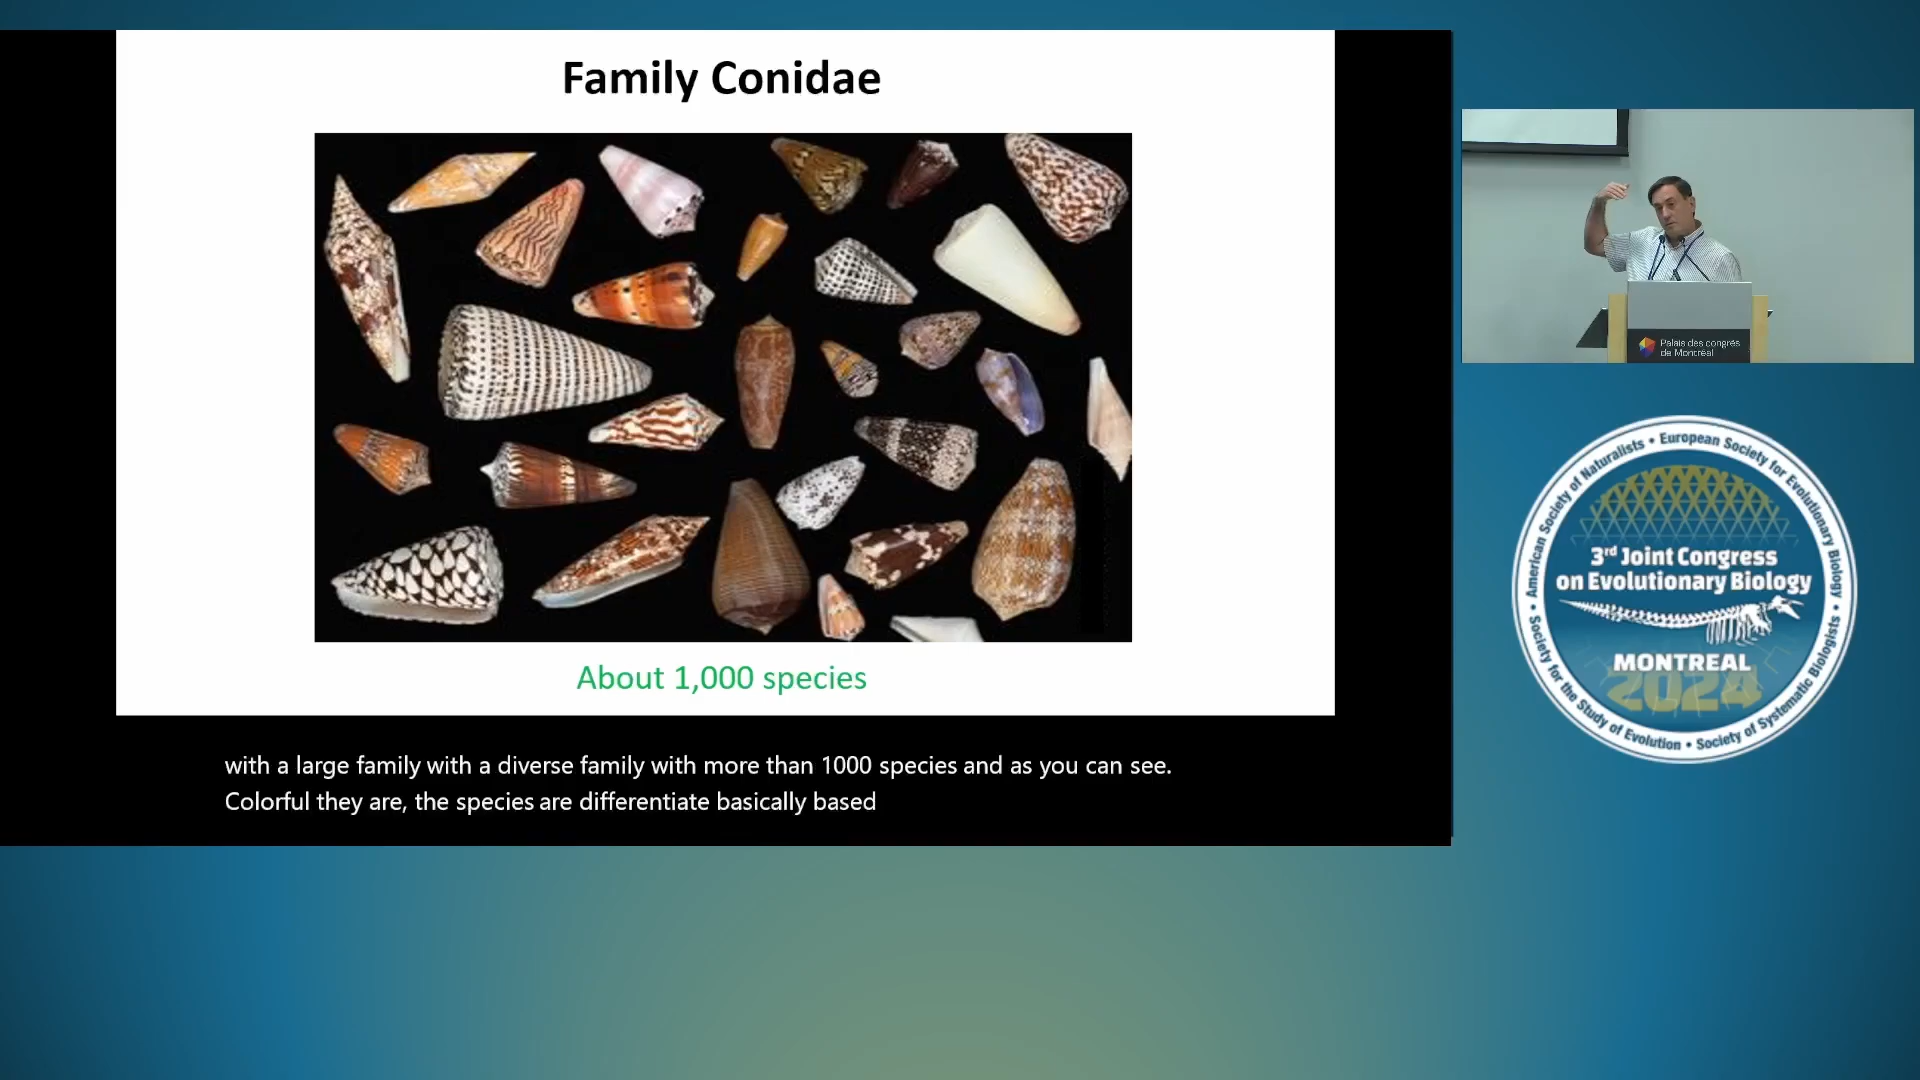 Family Conidae
About 1,000 species
with a large family with a diverse family with more than 1000 species and as you can see.
Colorful they are, the species are differentiate basically based
Palais des congrès
de Montréal
• American Society of Naturalists • European Society for Evolutionary Biology •
Society for the Study of Evolution • Society of Systematic Biologists
3rd Joint Congress
on Evolutionary Biology
MONTREAL
2024